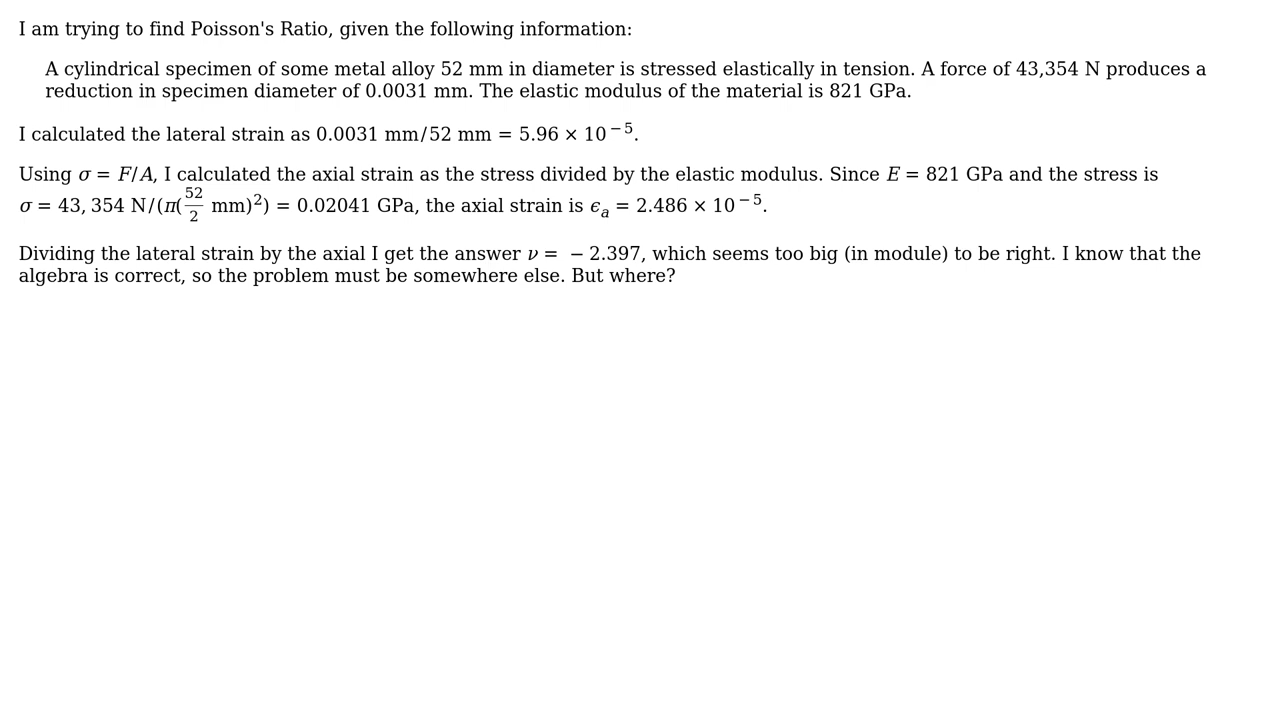 I am trying to find Poisson's Ratio, given the following information:
A cylindrical specimen of some metal alloy 52 mm in diameter is stressed elastically in tension. A force of 43,354 N produces a
reduction in specimen diameter of 0.0031 mm. The elastic modulus of the material is 821 GPa.
I calculated the lateral strain as 0.0031 mm/52 mm = 5.96 × 10^{−5}.
Using σ = F/A, I calculated the axial strain as the stress divided by the elastic modulus. Since E = 821 GPa and the stress is
σ = 43, 354 N/(π(\frac{52}{2} mm)^2) = 0.02041 GPa, the axial strain is ϵ_a = 2.486 × 10^{−5}.
Dividing the lateral strain by the axial I get the answer ν = − 2.397, which seems too big (in module) to be right. I know that the
algebra is correct, so the problem must be somewhere else. But where?